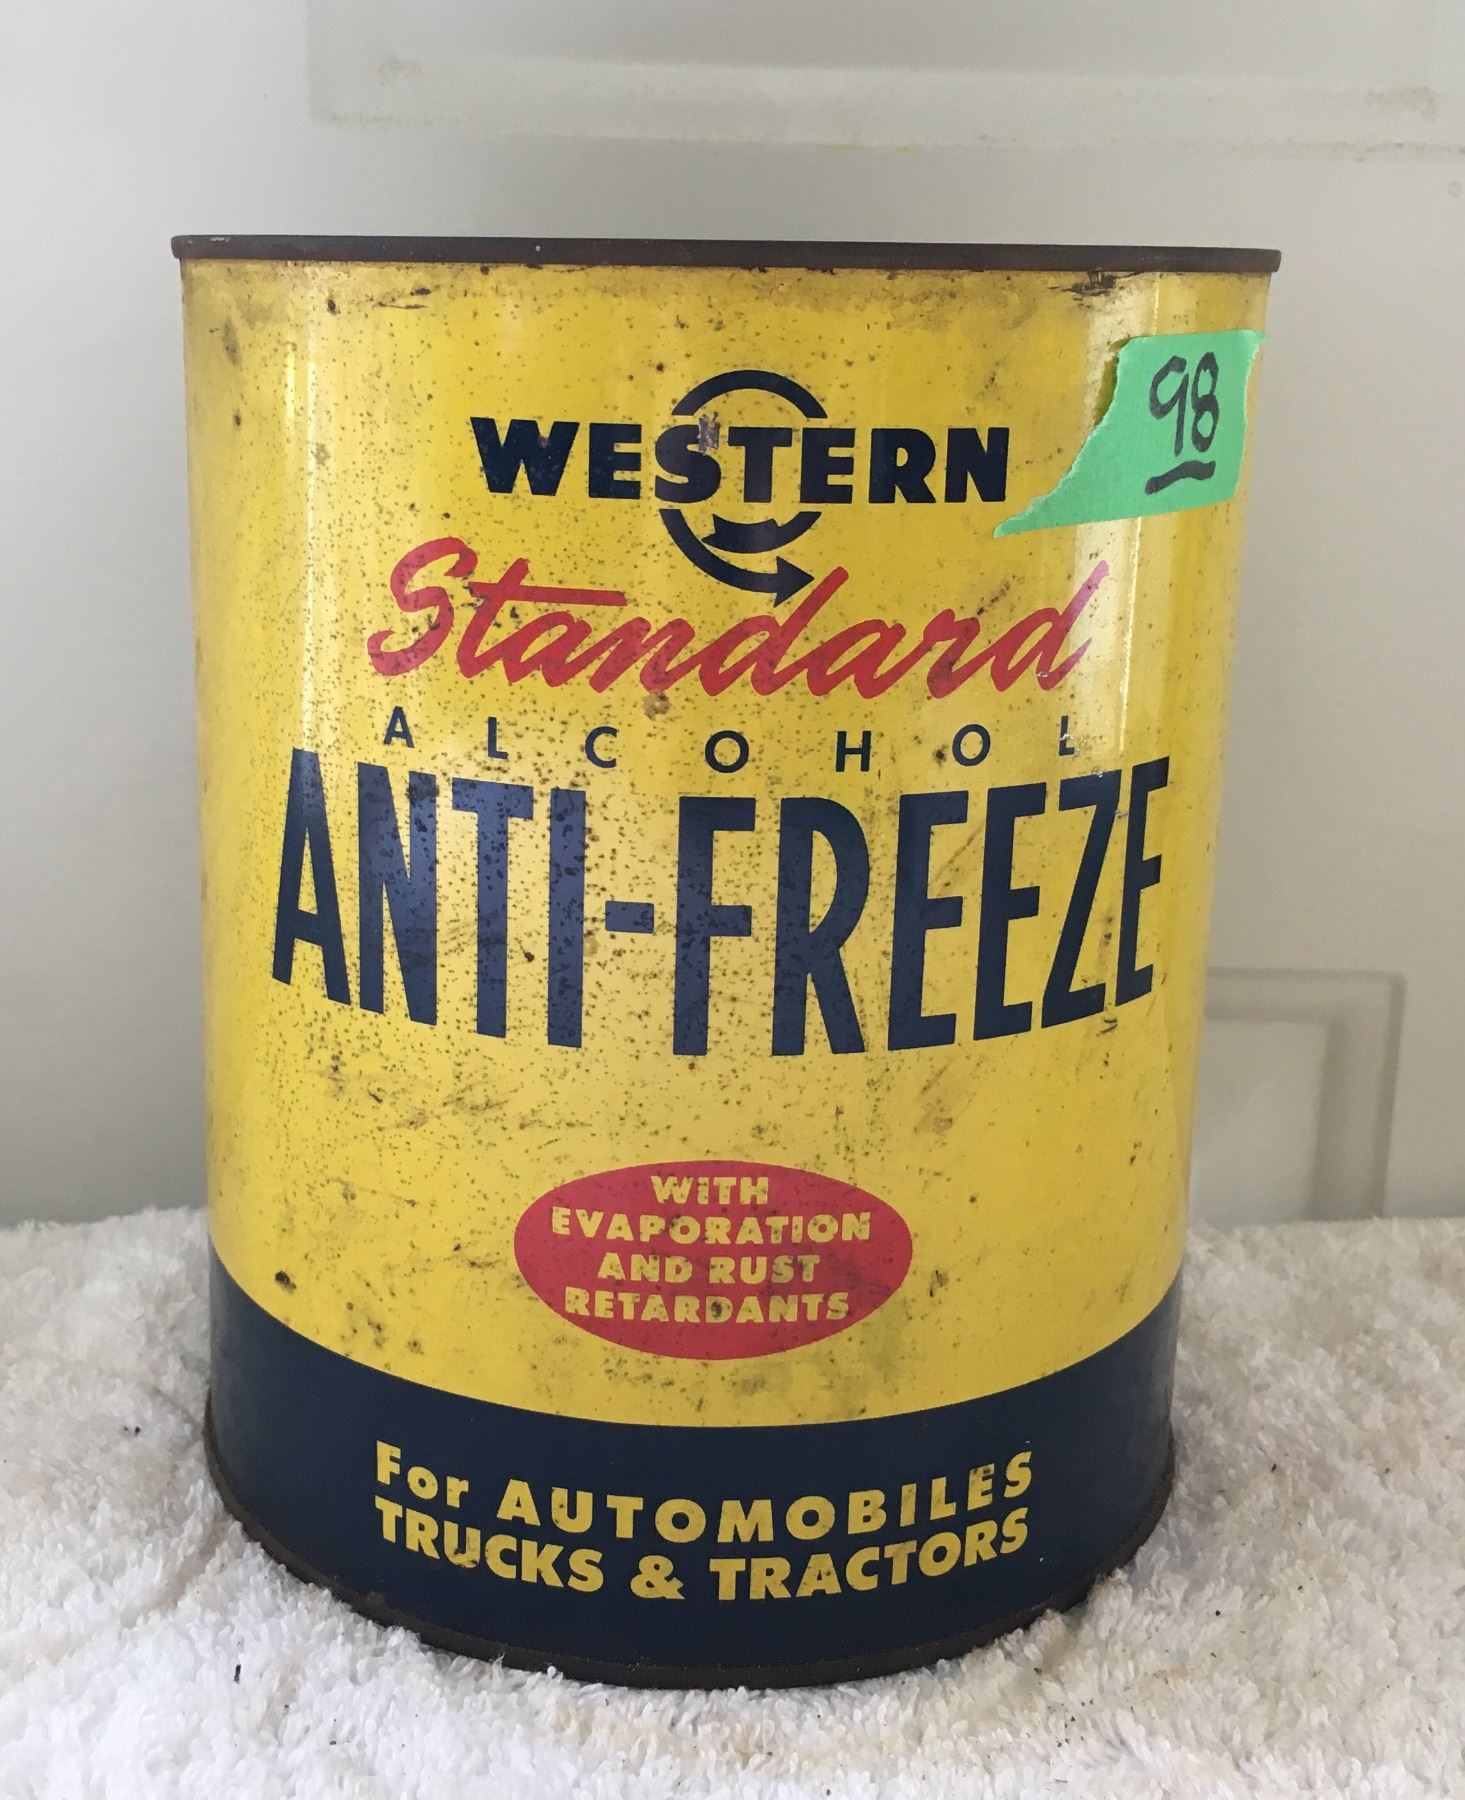 WESTERN
98
Standard
ALCOHOL
ANTI-FREEZE
WITH
EVAPORATION
AND RUST
RETARDANTS
For AUTOMOBILES
TRUCKS & TRACTORS